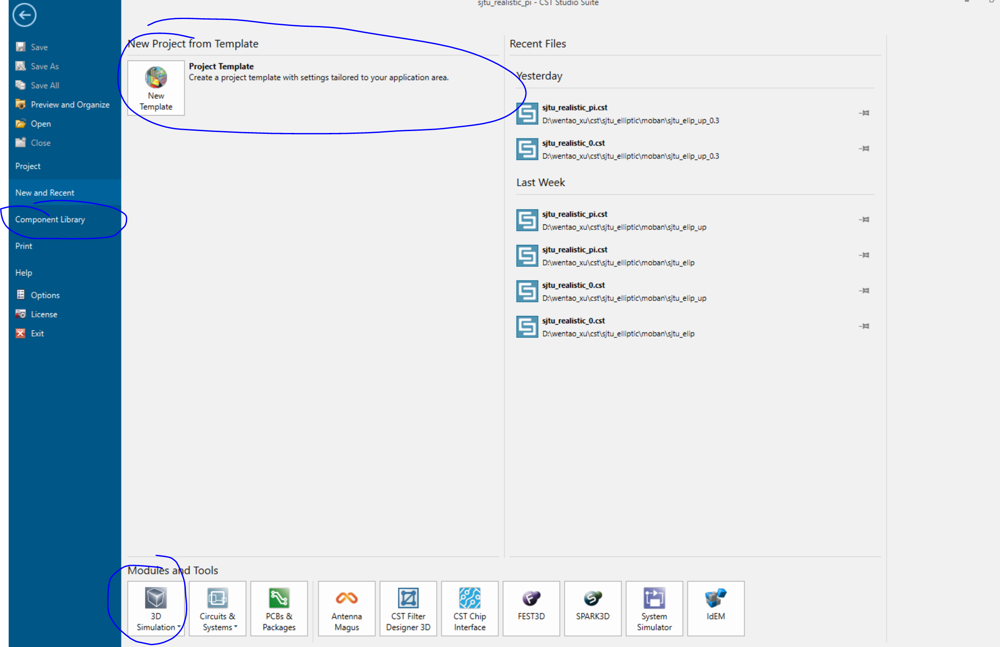 sjtu_realistic_pi - CST Studio Suite
Save
Save As
Save All
Preview and Organize
Open
Close
Project
New and Recent
Component Library
Print
Help
Options
License
Exit
New Project from Template
New
Template
Project Template
Create a project template with settings tailored to your application area.
Recent Files
Yesterday
sjtu_realistic_pi.cst
D:\wentao_xu\cst\sjtu_elliptic\moban\sjtu_elip_up_0.3
sjtu_realistic_0.cst
D:\wentao_xu\cst\sjtu_elliptic\moban\sjtu_elip_up_0.3
Last Week
sjtu_realistic_pi.cst
D:\wentao_xu\cst\sjtu_elliptic\moban\sjtu_elip_up
sjtu_realistic_pi.cst
D:\wentao_xu\cst\sjtu_elliptic\moban\sjtu_elip
sjtu_realistic_0.cst
D:\wentao_xu\cst\sjtu_elliptic\moban\sjtu_elip_up
sjtu_realistic_0.cst
D:\wentao_xu\cst\sjtu_elliptic\moban\sjtu_elip
Modules and Tools
3D
Simulation
Circuits &
Systems
PCBs &
Packages
Antenna
Magus
CST Filter
Designer 3D
CST Chip
Interface
FEST3D
SPARK3D
System
Simulator
IdEM